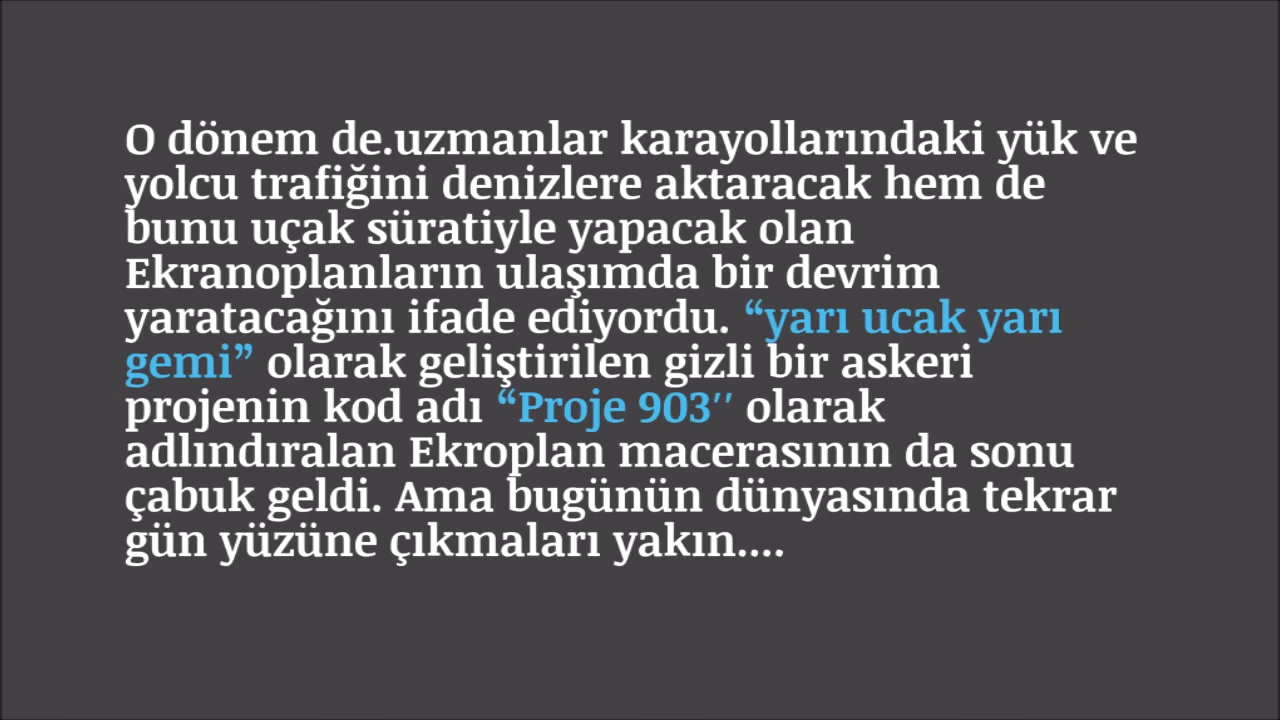 O dönem de.uzmanlar karayollarındaki yük ve
yolcu trafiğini denizlere aktaracak hem de
bunu uçak süratiyle yapacak olan
Ekranoplanların ulaşımda bir devrim
yaratacağını ifade ediyordu. “yarı ucak yarı
gemi” olarak geliştirilen gizli bir askeri
projenin kod adı “Proje 903″ olarak
adlındıralan Ekroplan macerasının da sonu
çabuk geldi. Ama bugünün dünyasında tekrar
gün yüzüne çıkmaları yakın....